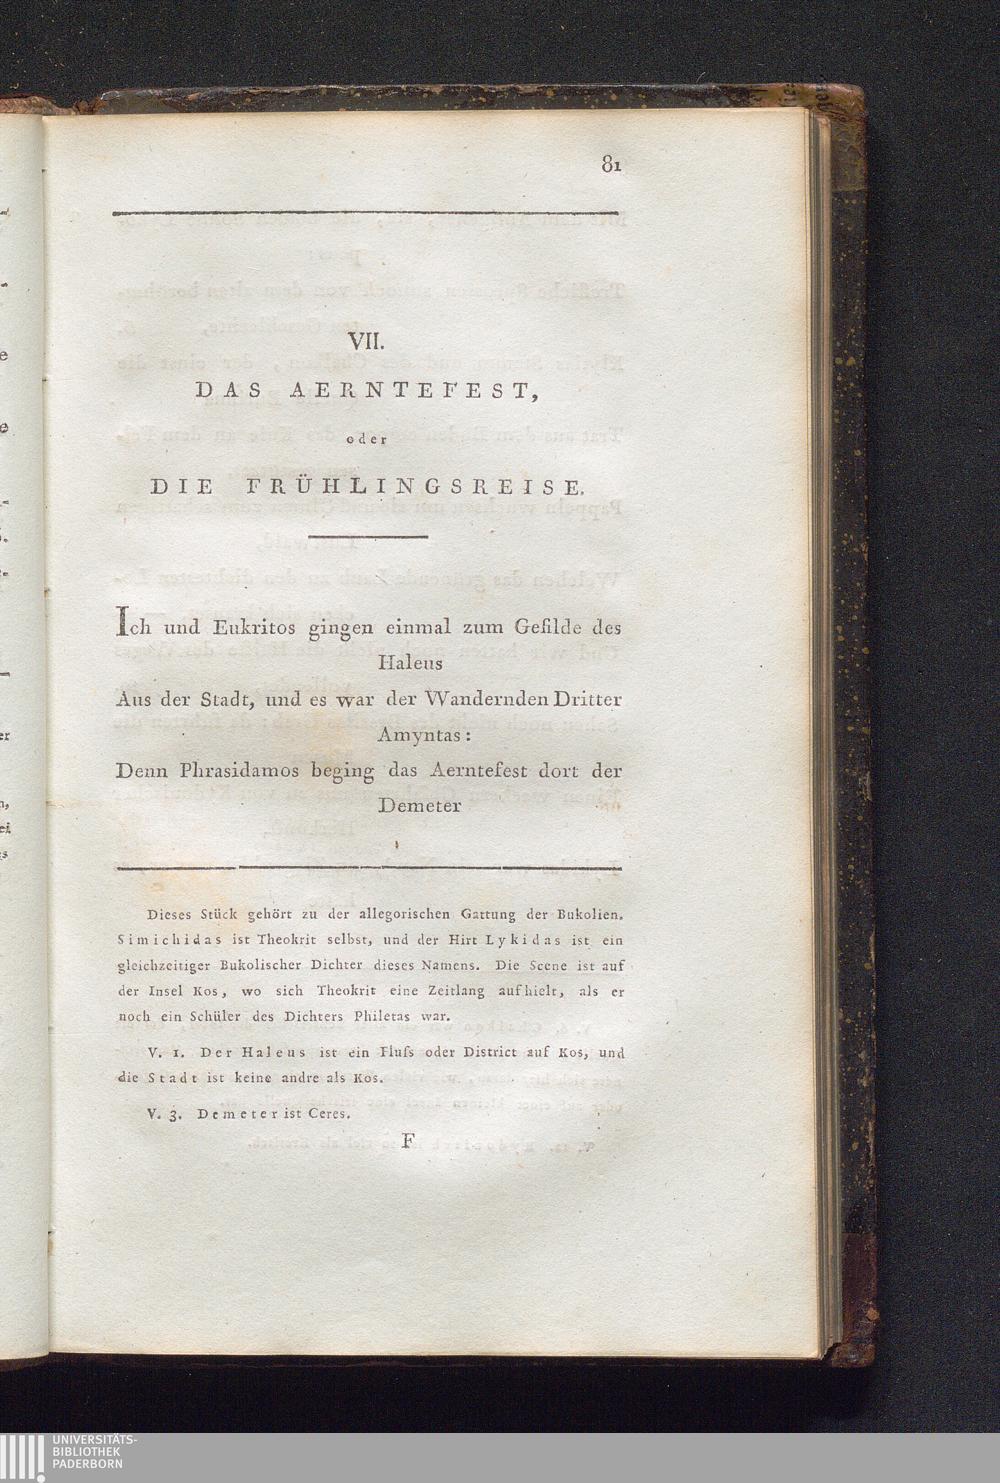 81
VII.
DAS AERNTEFEST,
oder
DIE FRÜHLINGSREISE.
Ich und Eukritos gingen einmal zum Gefilde des
Haleus
Aus der Stadt, und es war der Wandernden Dritter
Amyntas:
Denn Phrasidamos beging das Aerntefest dort der
Demeter
Dieses Stück gehört zu der allegorischen Gattung der Bukolien.
Simichidas ist Theokrit selbst, und der Hirt Lykidas ist ein
gleichzeitiger Bukolischer Dichter dieses Namens. Die Scene ist auf
der Insel Kos, wo sich Theokrit eine Zeitlang aufhielt, als er
noch ein Schüler des Dichters Philetas war.
V. 1. Der Haleus ist ein Fluſs oder District auf Kos, und
die Stadt ist keine andre als Kos.
V. 3. Demeter ist Ceres.
F
UNIVERSITÄTS-
BIBLIOTHEK
PADERBORN